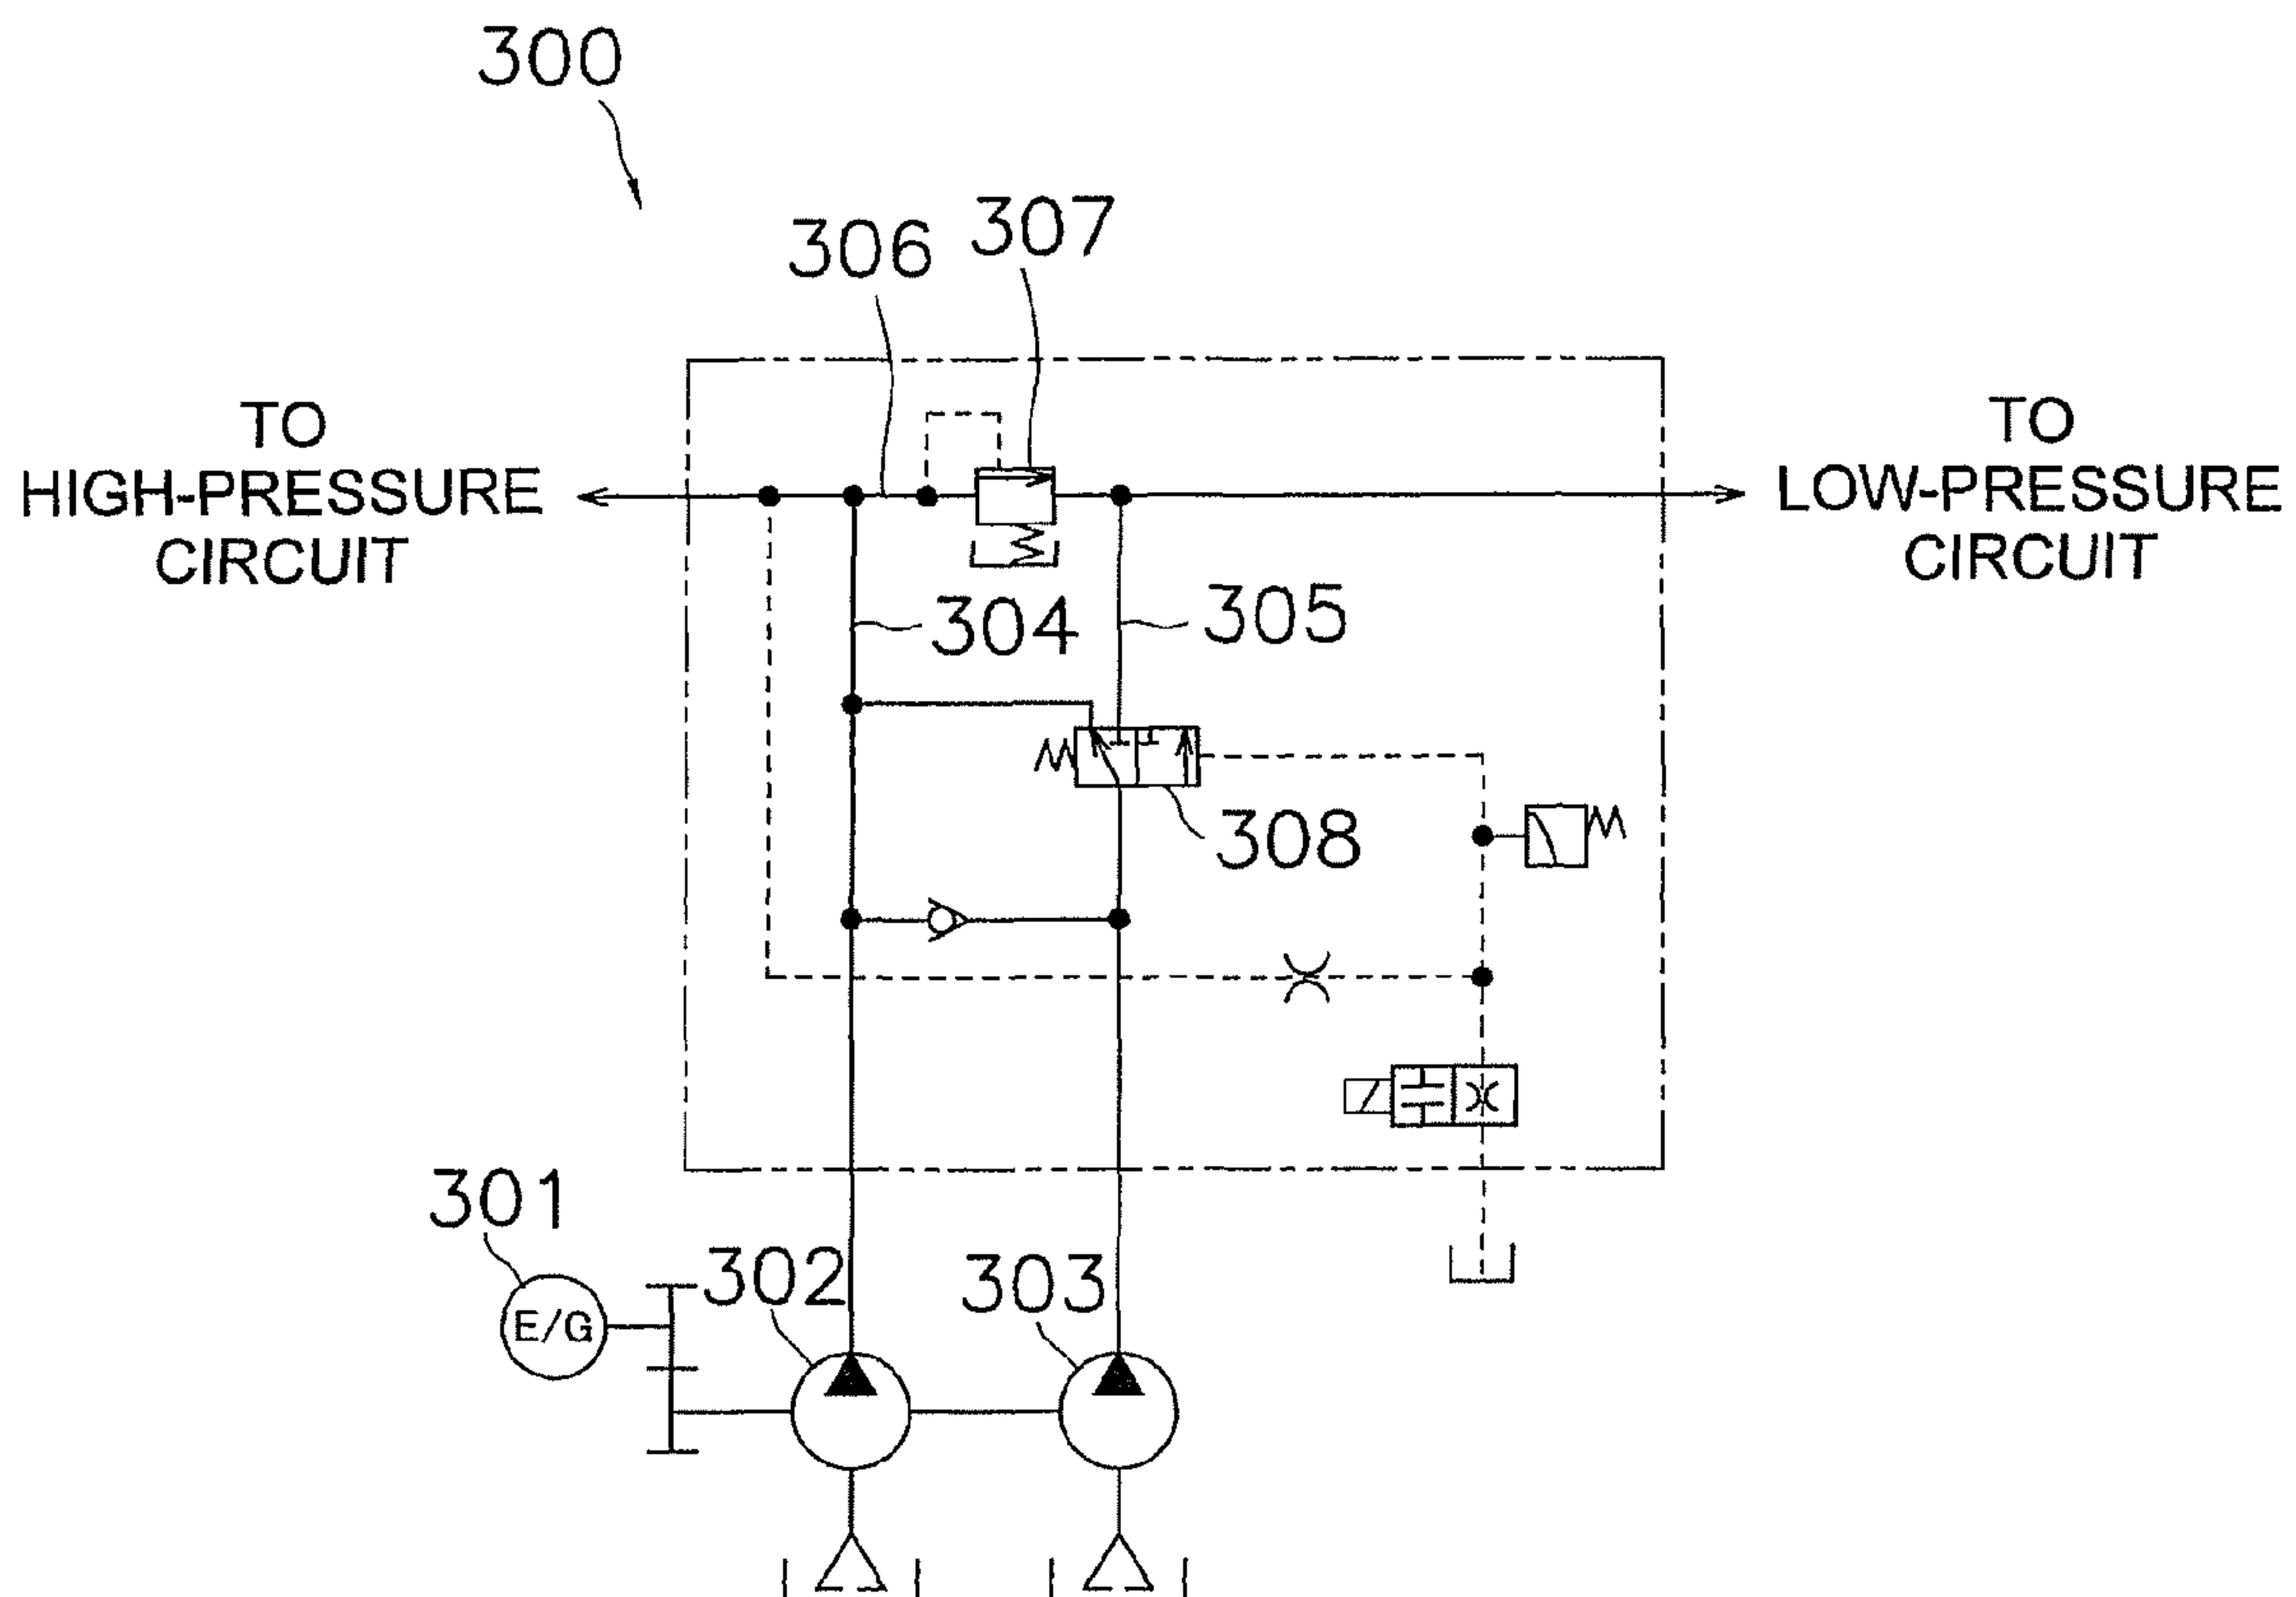 300
306
307
TO
HIGH-PRESSURE
CIRCUIT
TO
LOW-PRESSURE
CIRCUIT
304
305
308
301
302
303
E/G